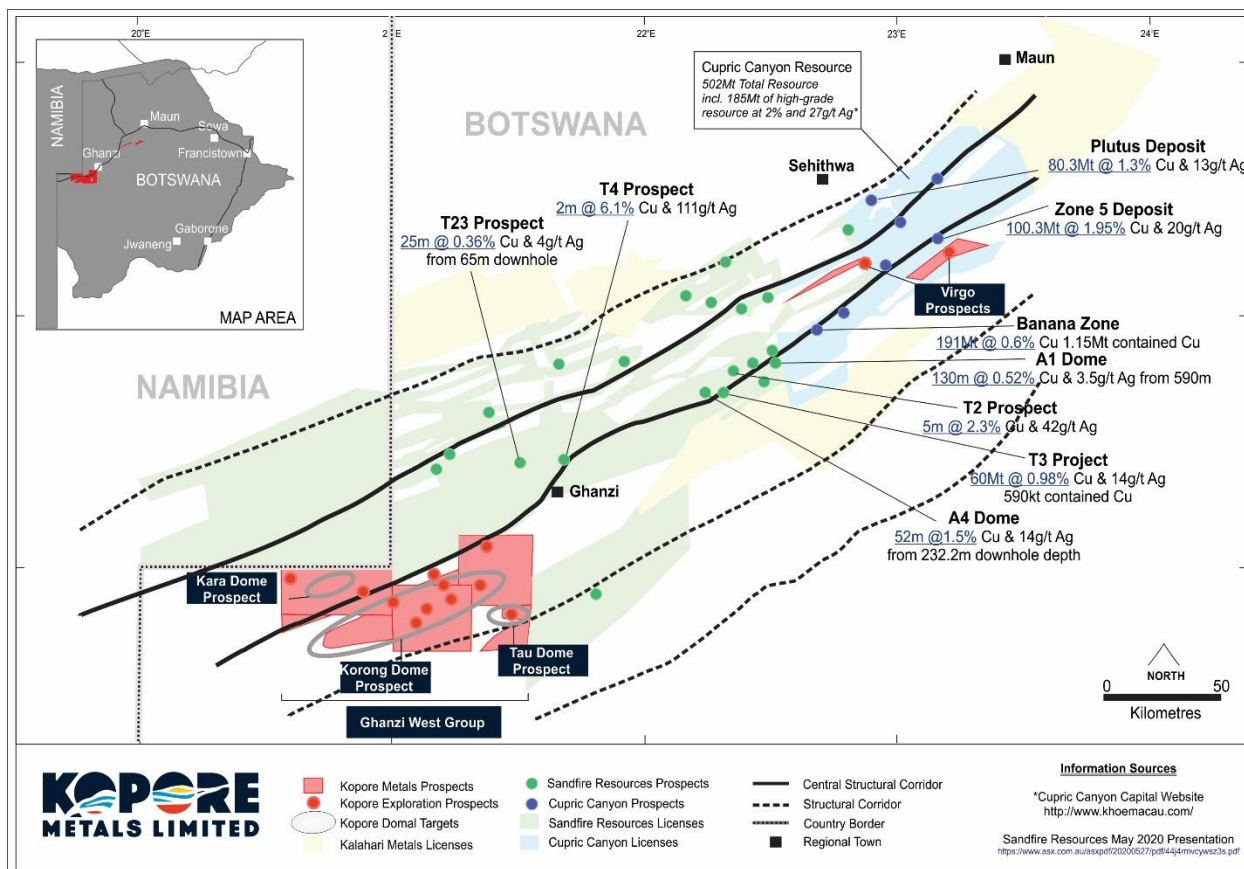 20°E
21°E
22°E
23°E
24°E
NAMIBIA
Maun
Sowa
Ghanzi
Francistown
BOTSWANA
Gaborone
Jwaneng
MAP AREA
BOTSWANA
NAMIBIA
Cupric Canyon Resource
502Mt Total Resource
incl. 185Mt of high-grade
resource at 2% and 27g/t Ag*
Maun
Sehithwa
Ghanzi
T4 Prospect
2m @ 6.1% Cu & 111g/t Ag
T23 Prospect
25m @ 0.36% Cu & 4g/t Ag
from 65m downhole
Plutus Deposit
80.3Mt @ 1.3% Cu & 13g/t Ag
Zone 5 Deposit
100.3Mt @ 1.95% Cu & 20g/t Ag
Virgo
Prospects
Banana Zone
191Mt @ 0.6% Cu 1.15Mt contained Cu
A1 Dome
130m @ 0.52% Cu & 3.5g/t Ag from 590m
T2 Prospect
5m @ 2.3% Cu & 42g/t Ag
T3 Project
60Mt @ 0.98% Cu & 14g/t Ag
590kt contained Cu
A4 Dome
52m @1.5% Cu & 14g/t Ag
from 232.2m downhole depth
Kara Dome
Prospect
Korong Dome
Prospect
Tau Dome
Prospect
Ghanzi West Group
NORTH
0 50
Kilometres
KOPORE
METALS LIMITED
Kopore Metals Prospects
Kopore Exploration Prospects
Kopore Domal Targets
Kalahari Metals Licenses
Sandfire Resources Prospects
Cupric Canyon Prospects
Sandfire Resources Licenses
Cupric Canyon Licenses
Central Structural Corridor
Structural Corridor
Country Border
Regional Town
Information Sources
*Cupric Canyon Capital Website
http://www.khoemacau.com/
Sandfire Resources May 2020 Presentation